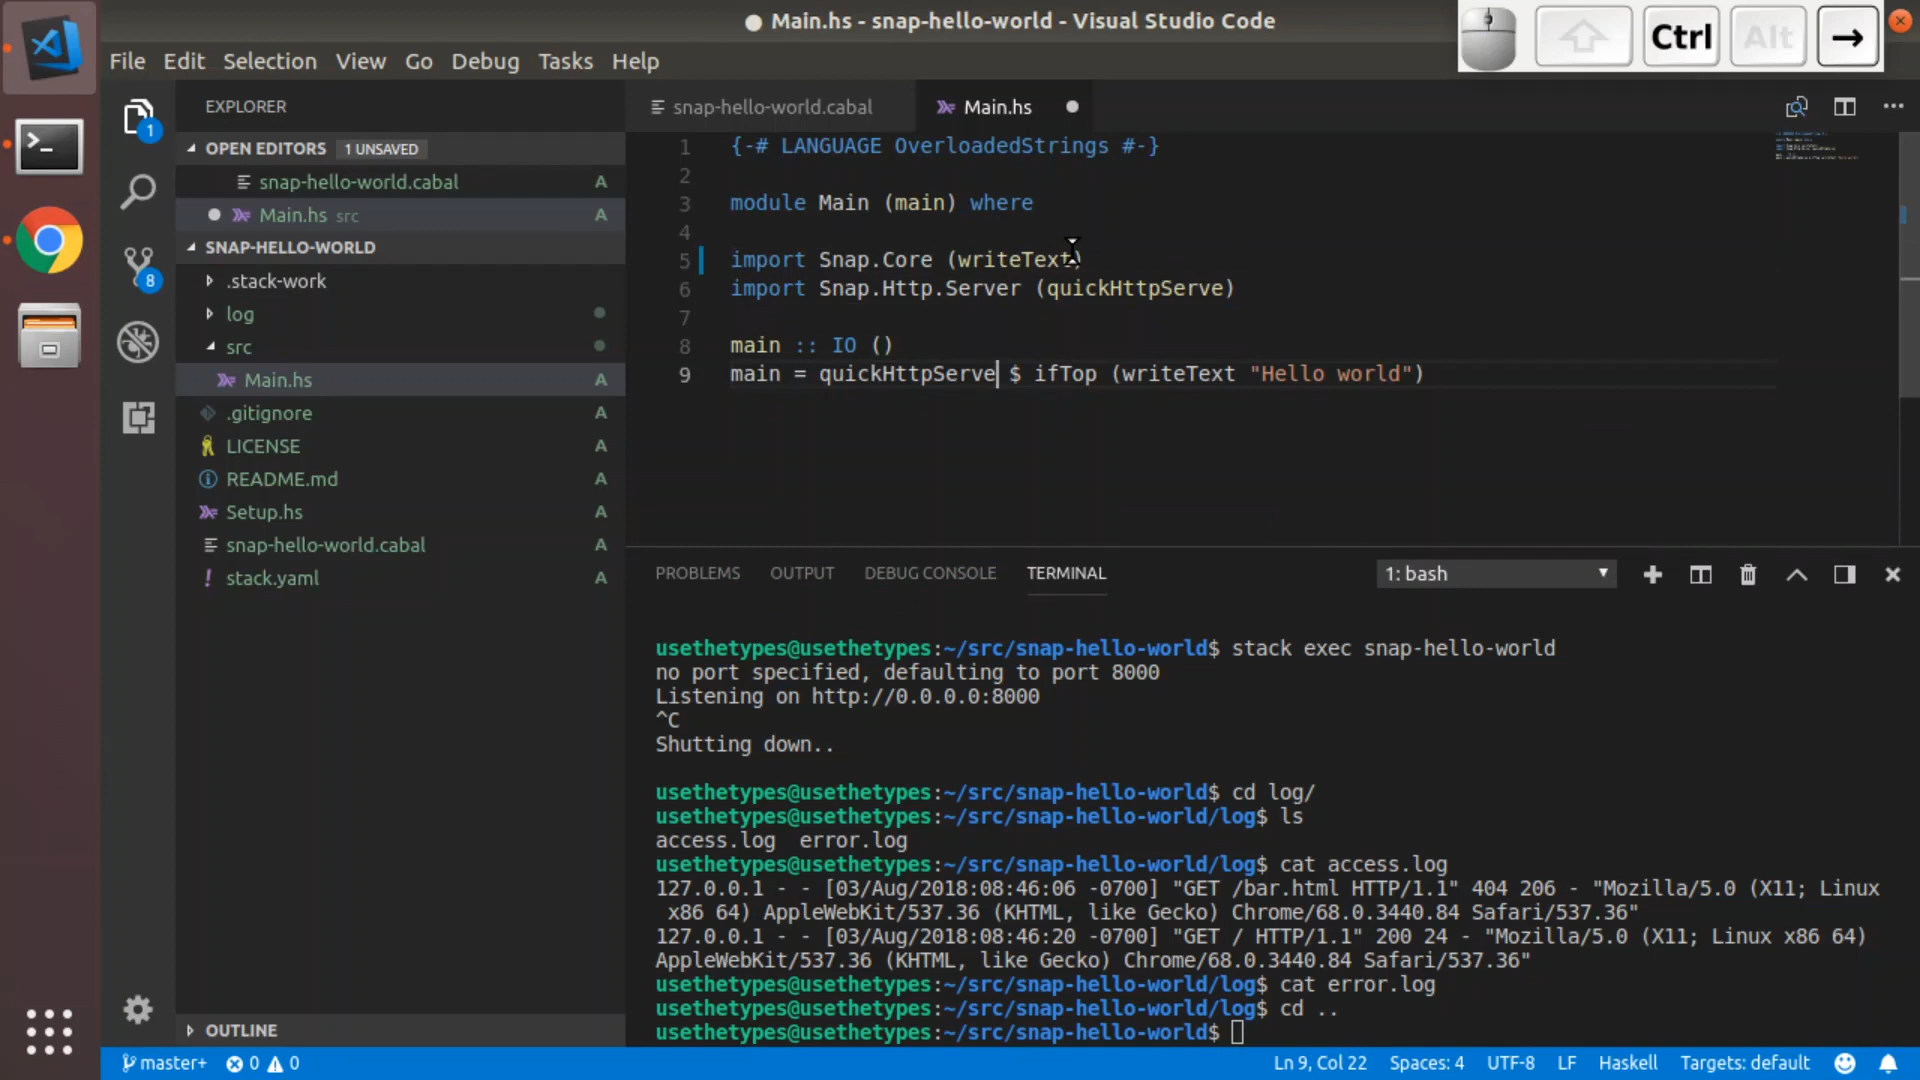 Main.hs - snap-hello-world - Visual Studio Code
Ctrl
Alt
→
File Edit Selection View Go Debug Tasks Help
EXPLORER
OPEN EDITORS 1 UNSAVED
snap-hello-world.cabal A
Main.hs src A
SNAP-HELLO-WORLD
.stack-work
log
src
Main.hs A
.gitignore A
LICENSE A
README.md A
Setup.hs A
snap-hello-world.cabal A
stack.yaml A
OUTLINE
1
8
snap-hello-world.cabal
Main.hs
1 {-# LANGUAGE OverloadedStrings #-}
2
3 module Main (main) where
4
5 import Snap.Core (writeText)
6 import Snap.Http.Server (quickHttpServe)
7
8 main :: IO ()
9 main = quickHttpServe $ ifTop (writeText "Hello world")
PROBLEMS OUTPUT DEBUG CONSOLE TERMINAL 1: bash
usethetypes@usethetypes:~/src/snap-hello-world$ stack exec snap-hello-world
no port specified, defaulting to port 8000
Listening on http://0.0.0.0:8000
^C
Shutting down..
usethetypes@usethetypes:~/src/snap-hello-world$ cd log/
usethetypes@usethetypes:~/src/snap-hello-world/log$ ls
access.log error.log
usethetypes@usethetypes:~/src/snap-hello-world/log$ cat access.log
127.0.0.1 - - [03/Aug/2018:08:46:06 -0700] "GET /bar.html HTTP/1.1" 404 206 - "Mozilla/5.0 (X11; Linux
x86 64) AppleWebKit/537.36 (KHTML, like Gecko) Chrome/68.0.3440.84 Safari/537.36"
127.0.0.1 - - [03/Aug/2018:08:46:20 -0700] "GET / HTTP/1.1" 200 24 - "Mozilla/5.0 (X11; Linux x86 64)
AppleWebKit/537.36 (KHTML, like Gecko) Chrome/68.0.3440.84 Safari/537.36"
usethetypes@usethetypes:~/src/snap-hello-world/log$ cat error.log
usethetypes@usethetypes:~/src/snap-hello-world/log$ cd ..
usethetypes@usethetypes:~/src/snap-hello-world$
master+ 0 0 Ln 9, Col 22 Spaces: 4 UTF-8 LF Haskell Targets: default